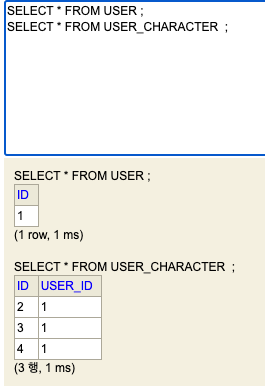 SELECT * FROM USER ;
SELECT * FROM USER_CHARACTER  ;
SELECT * FROM USER ;
ID
1
(1 row, 1 ms)
SELECT * FROM USER_CHARACTER  ;
ID USER_ID
2 1
3 1
4 1
(3 행, 1 ms)